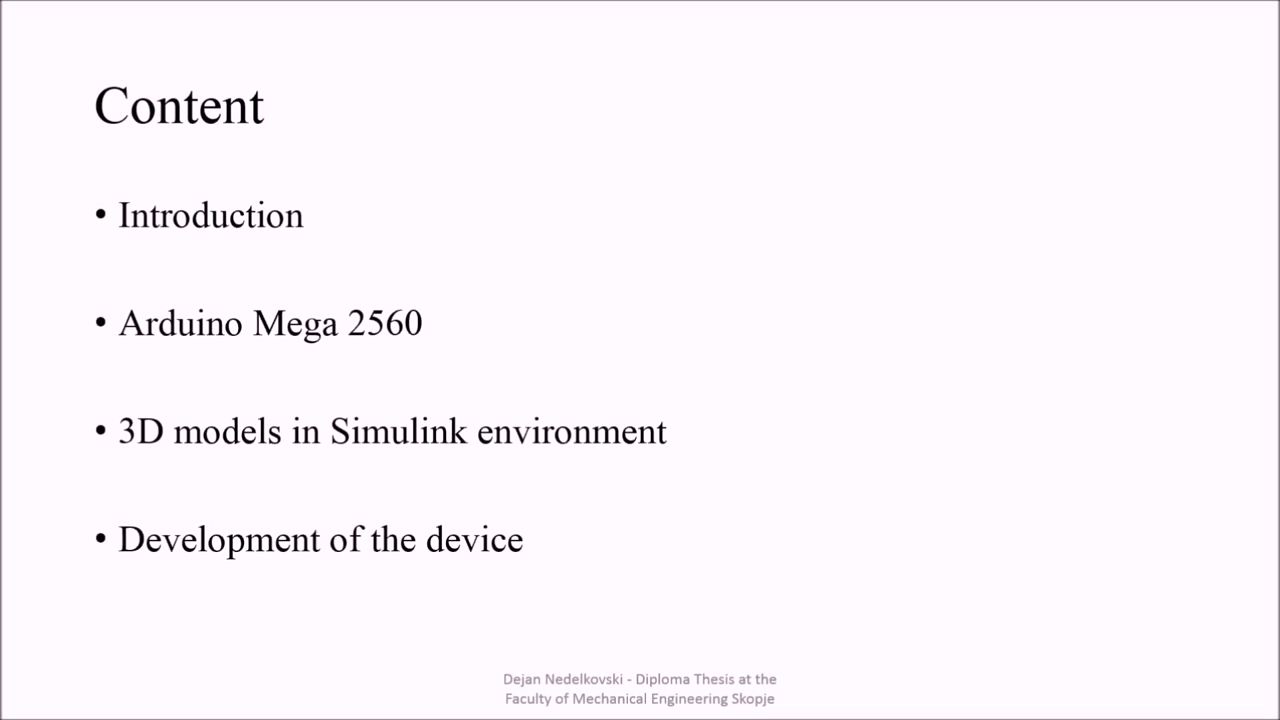 Content
• Introduction
• Arduino Mega 2560
• 3D models in Simulink environment
• Development of the device
Dejan Nedelkovski - Diploma Thesis at the
Faculty of Mechanical Engineering Skopje